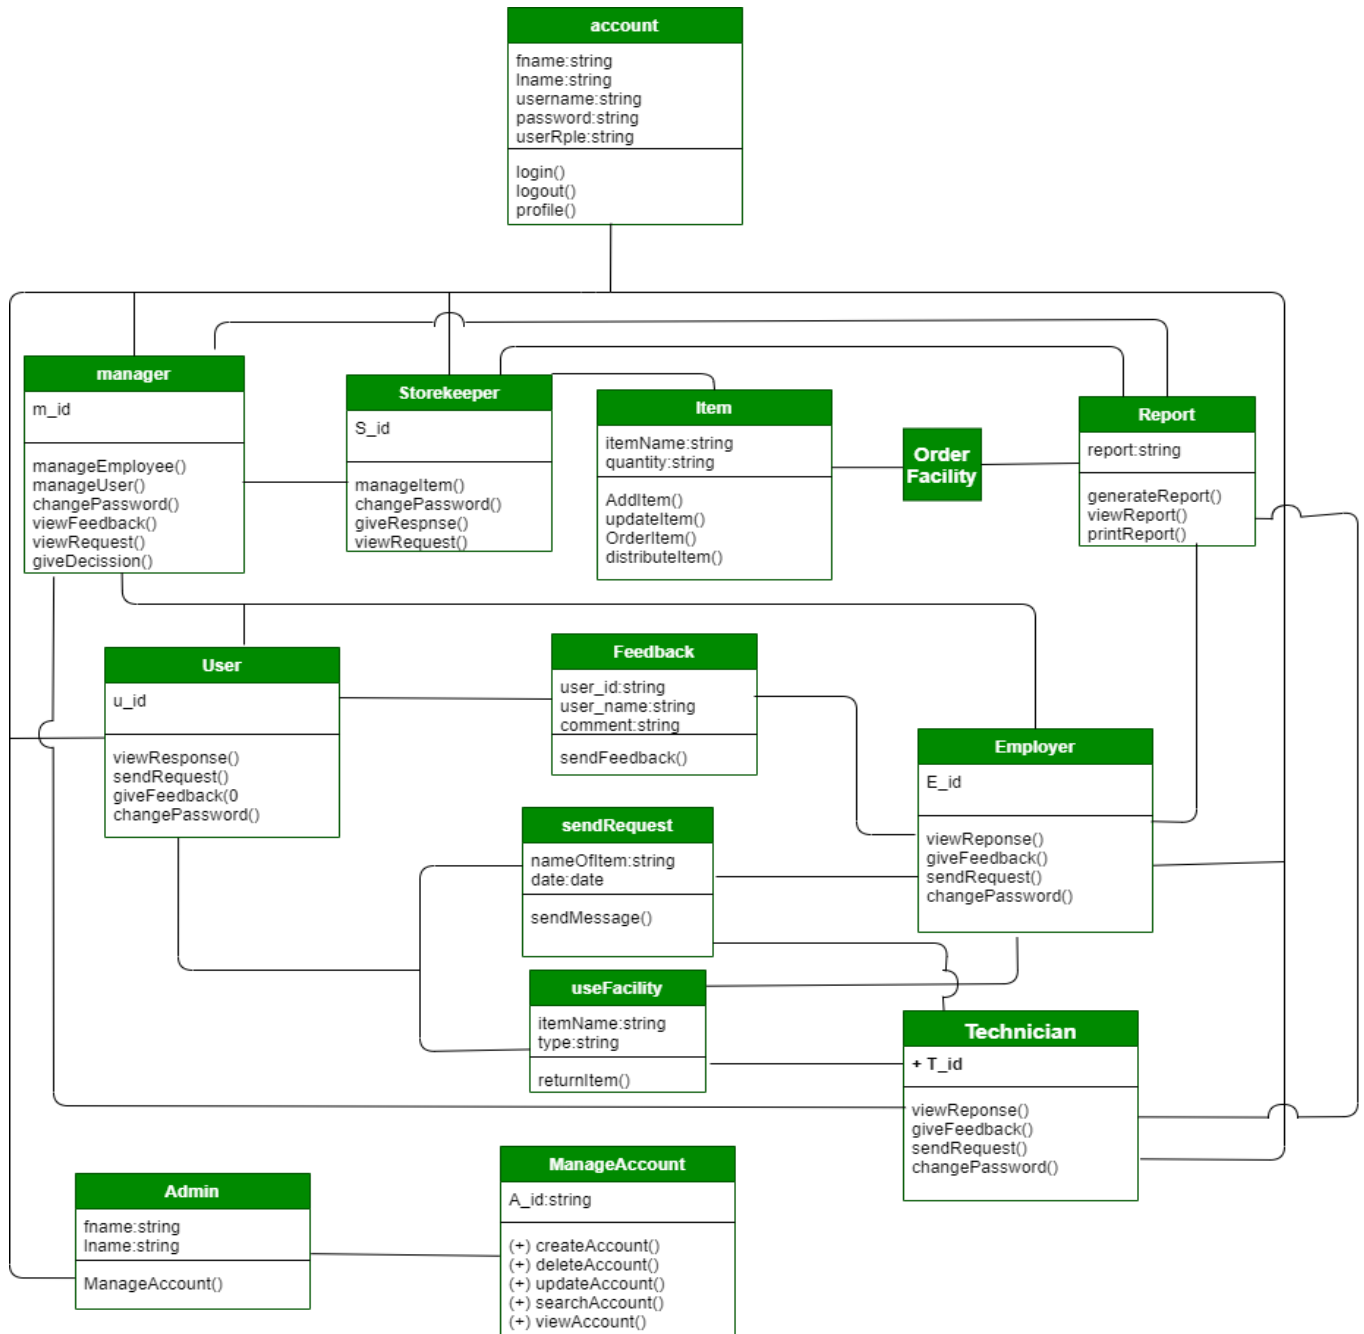 account
fname:string
lname:string
username:string
password:string
userRple:string
login()
logout()
profile()
manager
m_id
manageEmployee()
manageUser()
changePassword()
viewFeedback()
viewRequest()
giveDecission()
Storekeeper
S_id
manageItem()
changePassword()
giveRespnse()
viewRequest()
Item
itemName:string
quantity:string
AddItem()
updateItem()
OrderItem()
distributeItem()
Order
Facility
Report
report:string
generateReport()
viewReport()
printReport()
User
u_id
viewResponse()
sendRequest()
giveFeedback(0
changePassword()
Feedback
user_id:string
user_name:string
comment:string
sendFeedback()
Employer
E_id
viewReponse()
giveFeedback()
sendRequest()
changePassword()
sendRequest
nameOfItem:string
date:date
sendMessage()
useFacility
itemName:string
type:string
returnItem()
Technician
+ T_id
viewReponse()
giveFeedback()
sendRequest()
changePassword()
Admin
fname:string
lname:string
ManageAccount()
ManageAccount
A_id:string
(+) createAccount()
(+) deleteAccount()
(+) updateAccount()
(+) searchAccount()
(+) viewAccount()